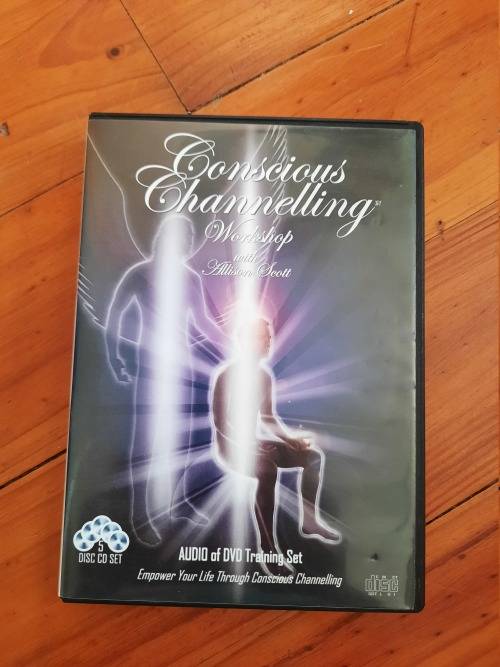 Conscious
Channelling
Workshop
with
Allison Scott
5
DISC CD SET
AUDIO of DVD Training Set
Empower Your Life Through Conscious Channelling